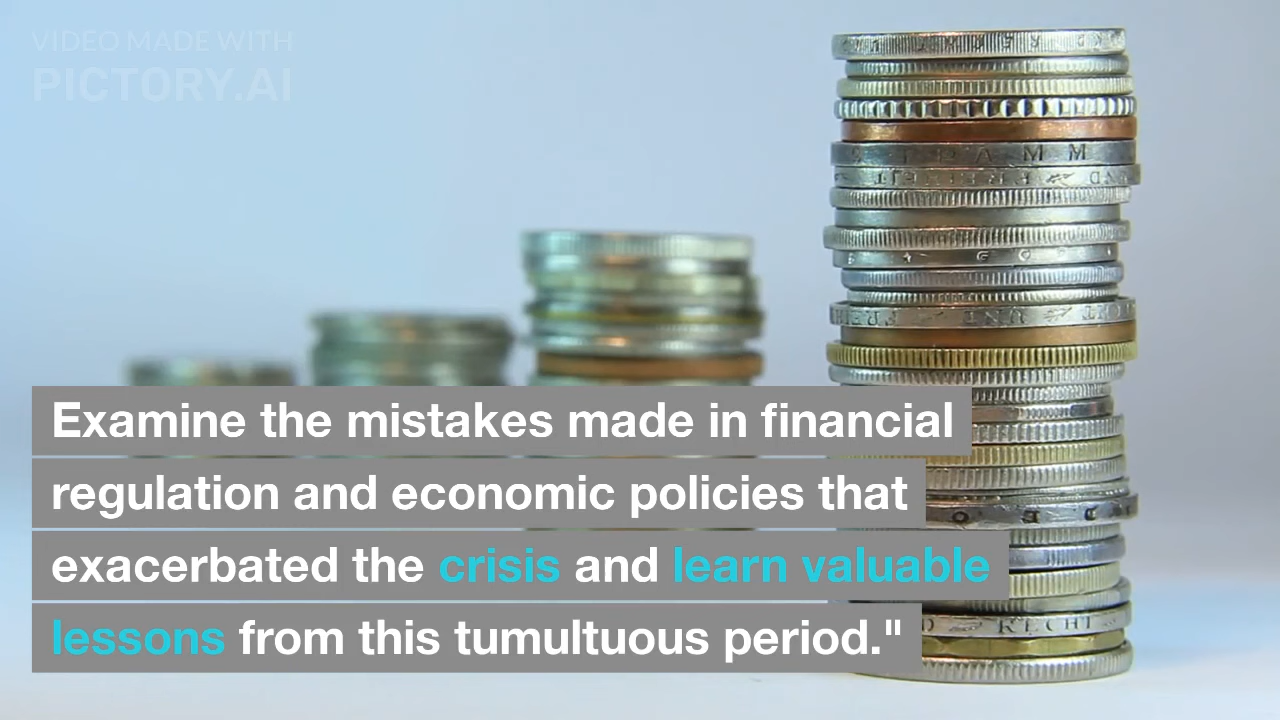 VIDEO MADE WITH
PICTORY.AI
Examine the mistakes made in financial
regulation and economic policies that
exacerbated the crisis and learn valuable
lessons from this tumultuous period."